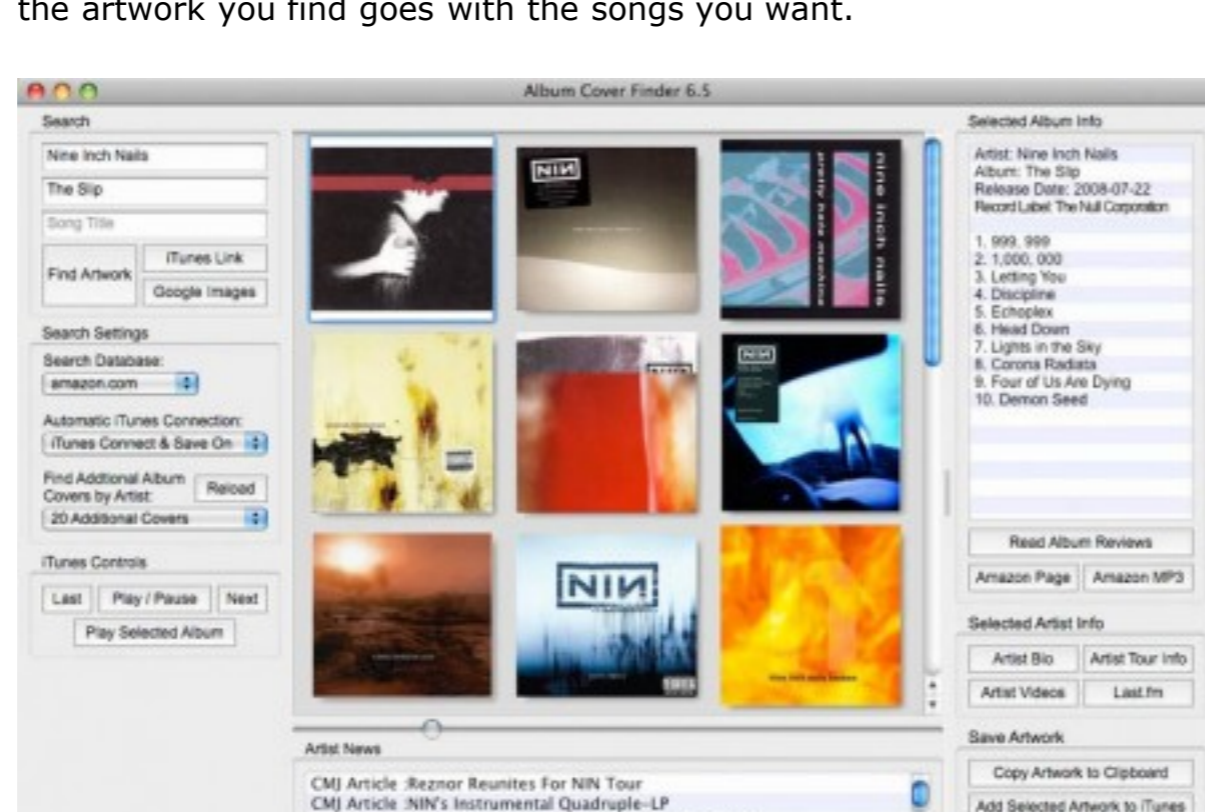 the artwork you find goes with the songs you want.
Album Cover Finder 6.5
Search
Nine Inch Nails
The Slip
Song Title
Find Artwork
iTunes Link
Google Images
Search Settings
Search Database:
amazon.com
Automatic iTunes Connection:
iTunes Connect & Save On
Find Addtional Album
Covers by Artist:
Reload
20 Additional Covers
iTunes Controls
Last
Play / Pause
Next
Play Selected Album
NIN
pretty hate machine
nine inch nails
NIN
NIN
Artist News
CMJ Article :Reznor Reunites For NIN Tour
CMJ Article :NIN's Instrumental Quadruple-LP
Selected Album Info
Artist: Nine Inch Nails
Album: The Slip
Release Date: 2008-07-22
Record Label: The Null Corporation
1. 999, 999
2. 1,000, 000
3. Letting You
4. Discipline
5. Echoplex
6. Head Down
7. Lights in the Sky
8. Corona Radiata
9. Four of Us Are Dying
10. Demon Seed
Read Album Reviews
Amazon Page
Amazon MP3
Selected Artist Info
Artist Bio
Artist Tour Info
Artist Videos
Last.fm
Save Artwork
Copy Artwork to Clipboard
Add Selected Artwork to iTunes